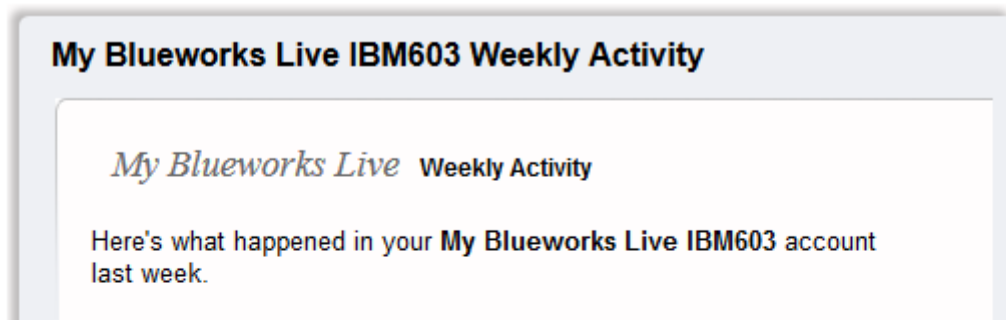 My Blueworks Live IBM603 Weekly Activity
My Blueworks Live Weekly Activity
Here's what happened in your My Blueworks Live IBM603 account
last week.